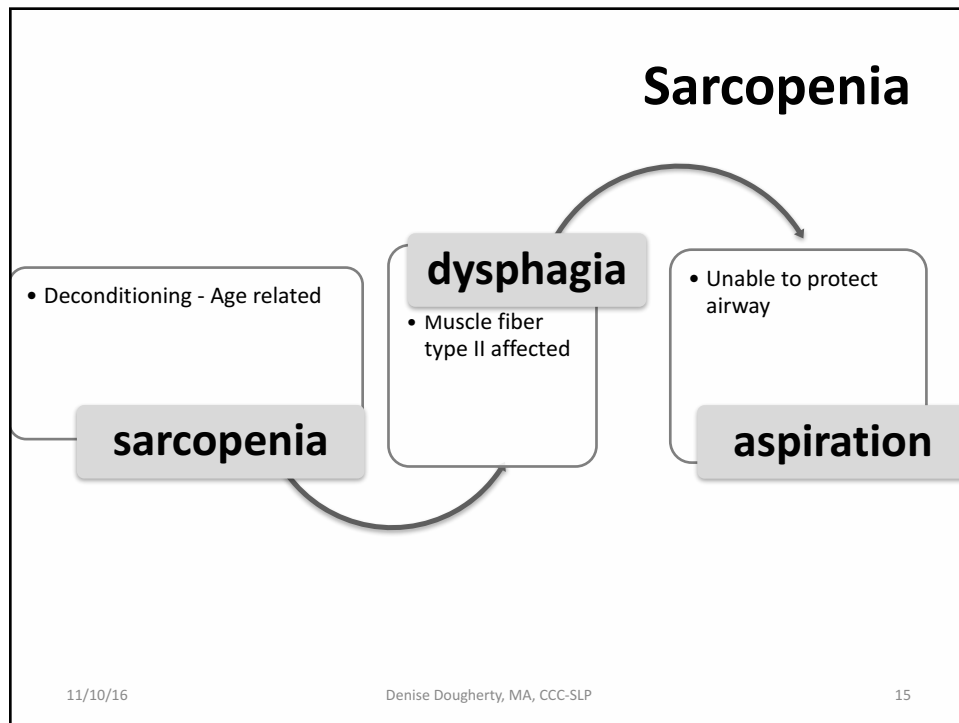 Sarcopenia
• Deconditioning - Age related
sarcopenia
dysphagia
• Muscle fiber
type II affected
• Unable to protect
airway
aspiration
11/10/16
Denise Dougherty, MA, CCC-SLP
15